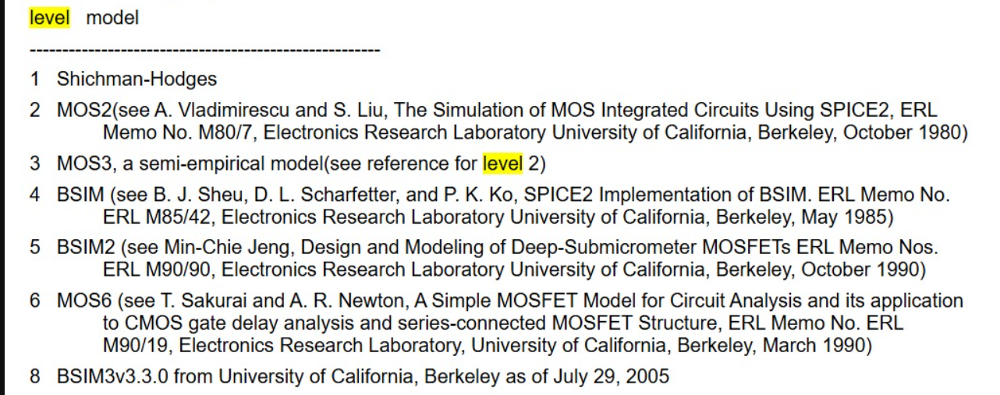 level model
------------------------------------------------------
1 Shichman-Hodges
2 MOS2(see A. Vladimirescu and S. Liu, The Simulation of MOS Integrated Circuits Using SPICE2, ERL
Memo No. M80/7, Electronics Research Laboratory University of California, Berkeley, October 1980)
3 MOS3, a semi-empirical model(see reference for level 2)
4 BSIM (see B. J. Sheu, D. L. Scharfetter, and P. K. Ko, SPICE2 Implementation of BSIM. ERL Memo No.
ERL M85/42, Electronics Research Laboratory University of California, Berkeley, May 1985)
5 BSIM2 (see Min-Chie Jeng, Design and Modeling of Deep-Submicrometer MOSFETs ERL Memo Nos.
ERL M90/90, Electronics Research Laboratory University of California, Berkeley, October 1990)
6 MOS6 (see T. Sakurai and A. R. Newton, A Simple MOSFET Model for Circuit Analysis and its application
to CMOS gate delay analysis and series-connected MOSFET Structure, ERL Memo No. ERL
M90/19, Electronics Research Laboratory, University of California, Berkeley, March 1990)
8 BSIM3v3.3.0 from University of California, Berkeley as of July 29, 2005